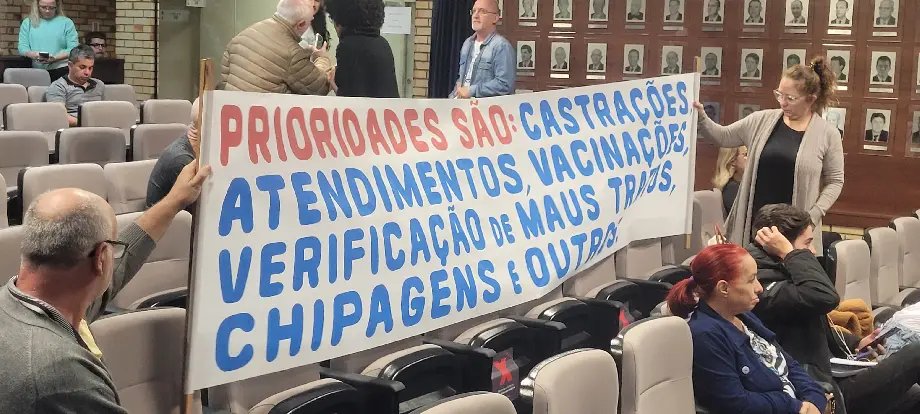 PRIORIDADES SÃO: CASTRAÇÕES
ATENDIMENTOS, VACINAÇÕES,
VERIFICAÇÃO DE MAUS TRATOS,
CHIPAGENS E OUTROS.